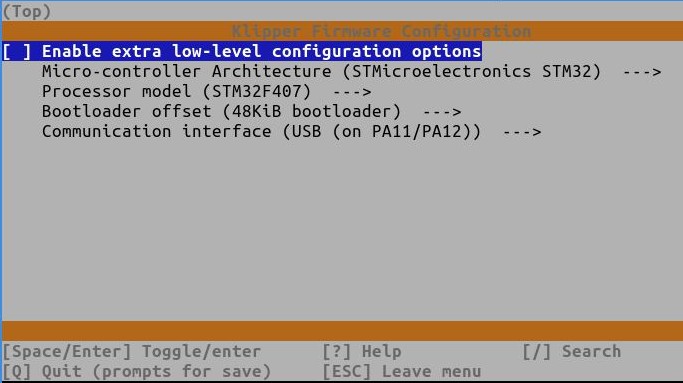 (Top)
Klipper Firmware Configuration
[ ] Enable extra low-level configuration options
Micro-controller Architecture (STMicroelectronics STM32)  --->
Processor model (STM32F407)  --->
Bootloader offset (48KiB bootloader)  --->
Communication interface (USB (on PA11/PA12))  --->
[Space/Enter] Toggle/enter [?] Help [/] Search
[Q] Quit (prompts for save) [ESC] Leave menu